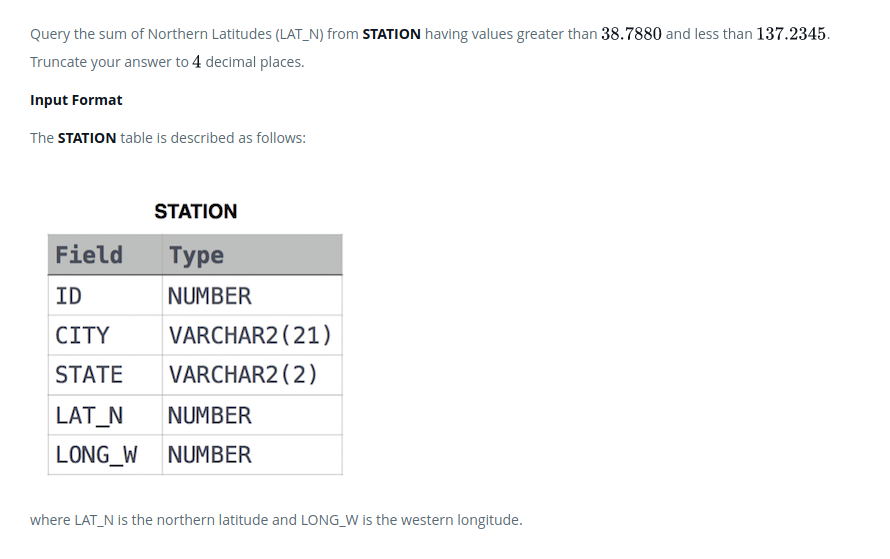 Query the sum of Northern Latitudes (LAT_N) from STATION having values greater than 38.7880 and less than 137.2345.
Truncate your answer to 4 decimal places.
Input Format
The STATION table is described as follows:
STATION
Field Type
ID NUMBER
CITY VARCHAR2(21)
STATE VARCHAR2(2)
LAT_N NUMBER
LONG_W NUMBER
where LAT_N is the northern latitude and LONG_W is the western longitude.